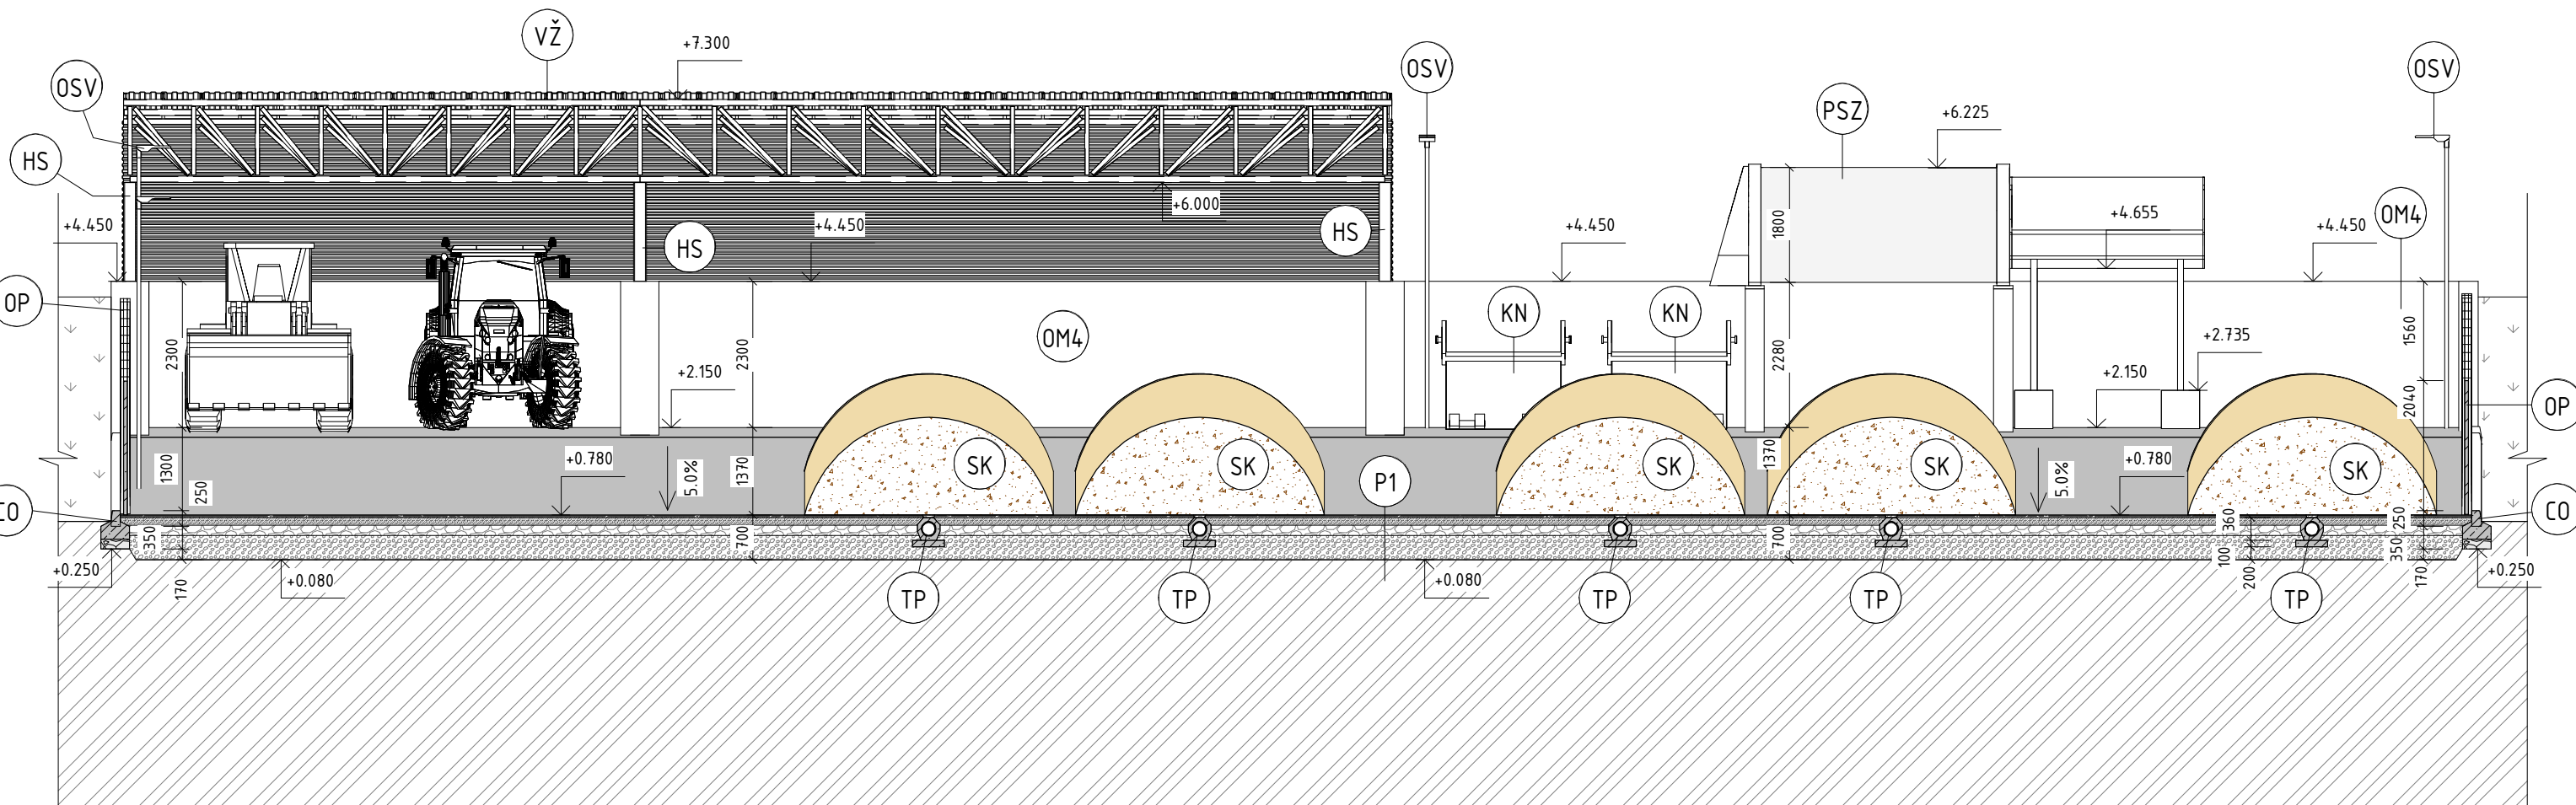 VŽ
+7.300
OSV
OSV
OSV
PSZ
+6.225
HS
+6.000
+4.450
+4.450
HS
HS
+4.450
1800
+4.655
+4.450
OM4
OP
2300
2300
OM4
KN
KN
2280
+2.735
1560
+2.150
+2.150
2040
OP
1300
250
+0.780
5.0%
1370
SK
SK
P1
SK
1370
SK
5.0%
+0.780
SK
CO
350
700
700
360
250
CO
+0.250
170
+0.080
+0.080
100
200
350
170
+0.250
TP
TP
TP
TP
TP